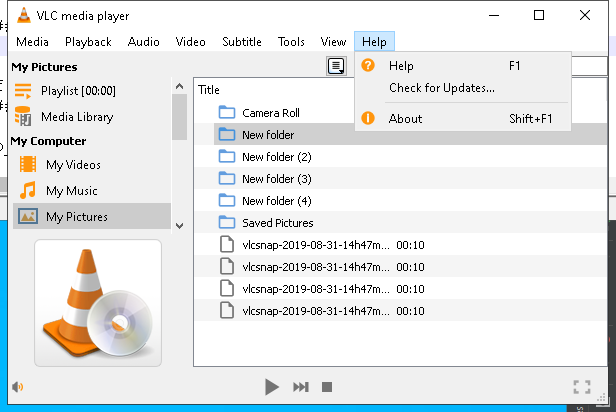 VLC media player
Media Playback Audio Video Subtitle Tools View Help
Help F1
Check for Updates...
About Shift+F1
My Pictures
Playlist [00:00]
Media Library
My Computer
My Videos
My Music
My Pictures
Title
Camera Roll
New folder
New folder (2)
New folder (3)
New folder (4)
Saved Pictures
vlcsnap-2019-08-31-14h47m... 00:10
vlcsnap-2019-08-31-14h47m... 00:10
vlcsnap-2019-08-31-14h47m... 00:10
vlcsnap-2019-08-31-14h47m... 00:10